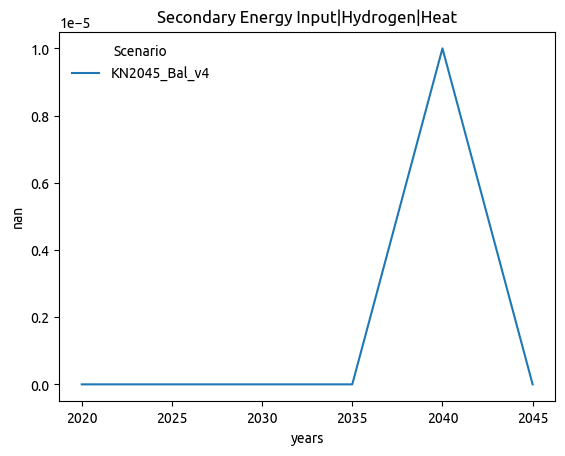 Secondary Energy Input|Hydrogen|Heat
1e−5
Scenario
KN2045_Bal_v4
1.0
0.8
0.6
0.4
0.2
0.0
nan
2020 2025 2030 2035 2040 2045
years